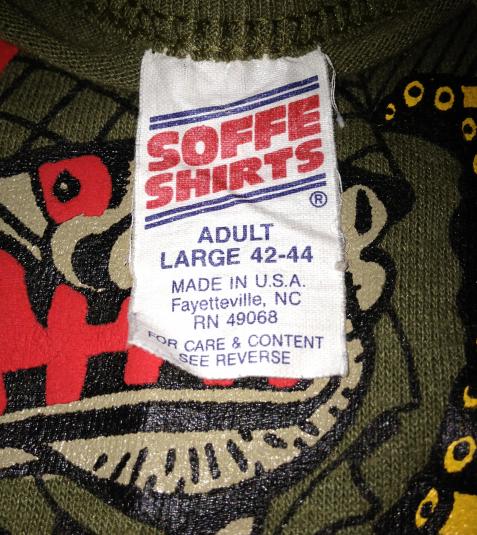 SOFFE
SHIRTS
®
ADULT
LARGE 42-44
MADE IN U.S.A.
Fayetteville, NC
RN 49068
FOR CARE & CONTENT
SEE REVERSE